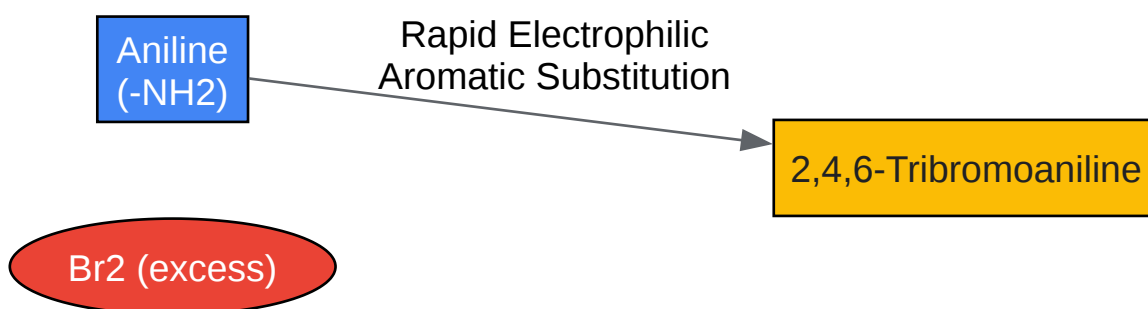 Aniline
(-NH2)
Rapid Electrophilic
Aromatic Substitution
2,4,6-Tribromoaniline
Br2 (excess)